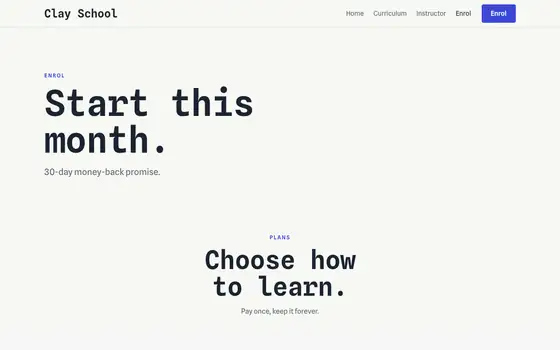 Clay School
Home Curriculum Instructor Enrol Enrol
ENROL
Start this
month.
30-day money-back promise.
PLANS
Choose how
to learn.
Pay once, keep it forever.